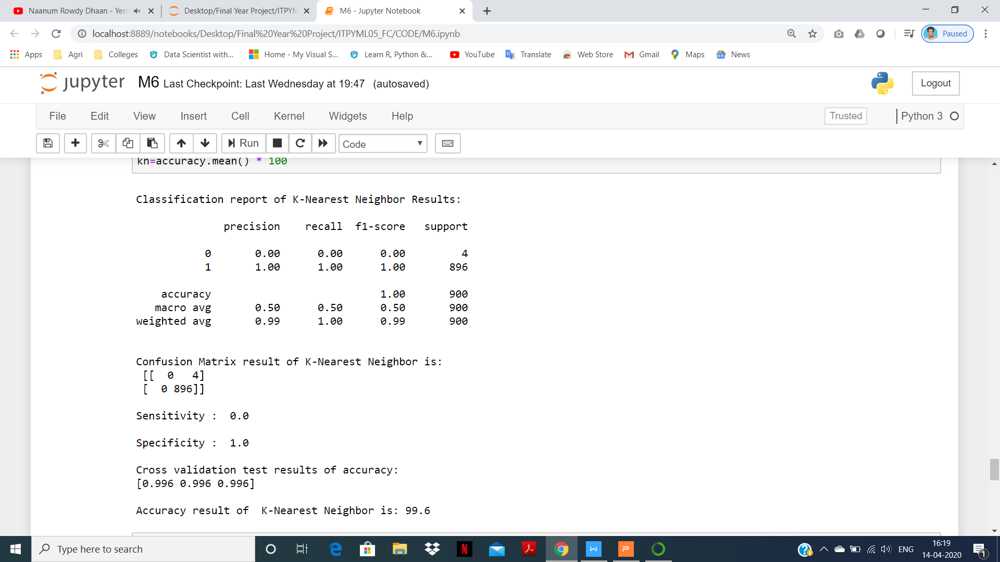 Naanum Rowdy Dhaan - Yen
Desktop/Final Year Project/ITPYM
M6 - Jupyter Notebook
localhost:8889/notebooks/Desktop/Final%20Year%20Project/ITPYML05_FC/CODE/M6.ipynb
Paused
Apps Agri Colleges Data Scientist with... Home - My Visual S... Learn R, Python &... YouTube Translate Web Store Gmail Maps News
jupyter M6 Last Checkpoint: Last Wednesday at 19:47 (autosaved)
Logout
File Edit View Insert Cell Kernel Widgets Help
Trusted
Python 3
Run
Code
kn=accuracy.mean() * 100
Classification report of K-Nearest Neighbor Results:
precision recall f1-score support
0 0.00 0.00 0.00 4
1 1.00 1.00 1.00 896
accuracy 1.00 900
macro avg 0.50 0.50 0.50 900
weighted avg 0.99 1.00 0.99 900
Confusion Matrix result of K-Nearest Neighbor is:
[[ 0 4]
[ 0 896]]
Sensitivity : 0.0
Specificity : 1.0
Cross validation test results of accuracy:
[0.996 0.996 0.996]
Accuracy result of K-Nearest Neighbor is: 99.6
Type here to search
ENG
16:19
14-04-2020
1